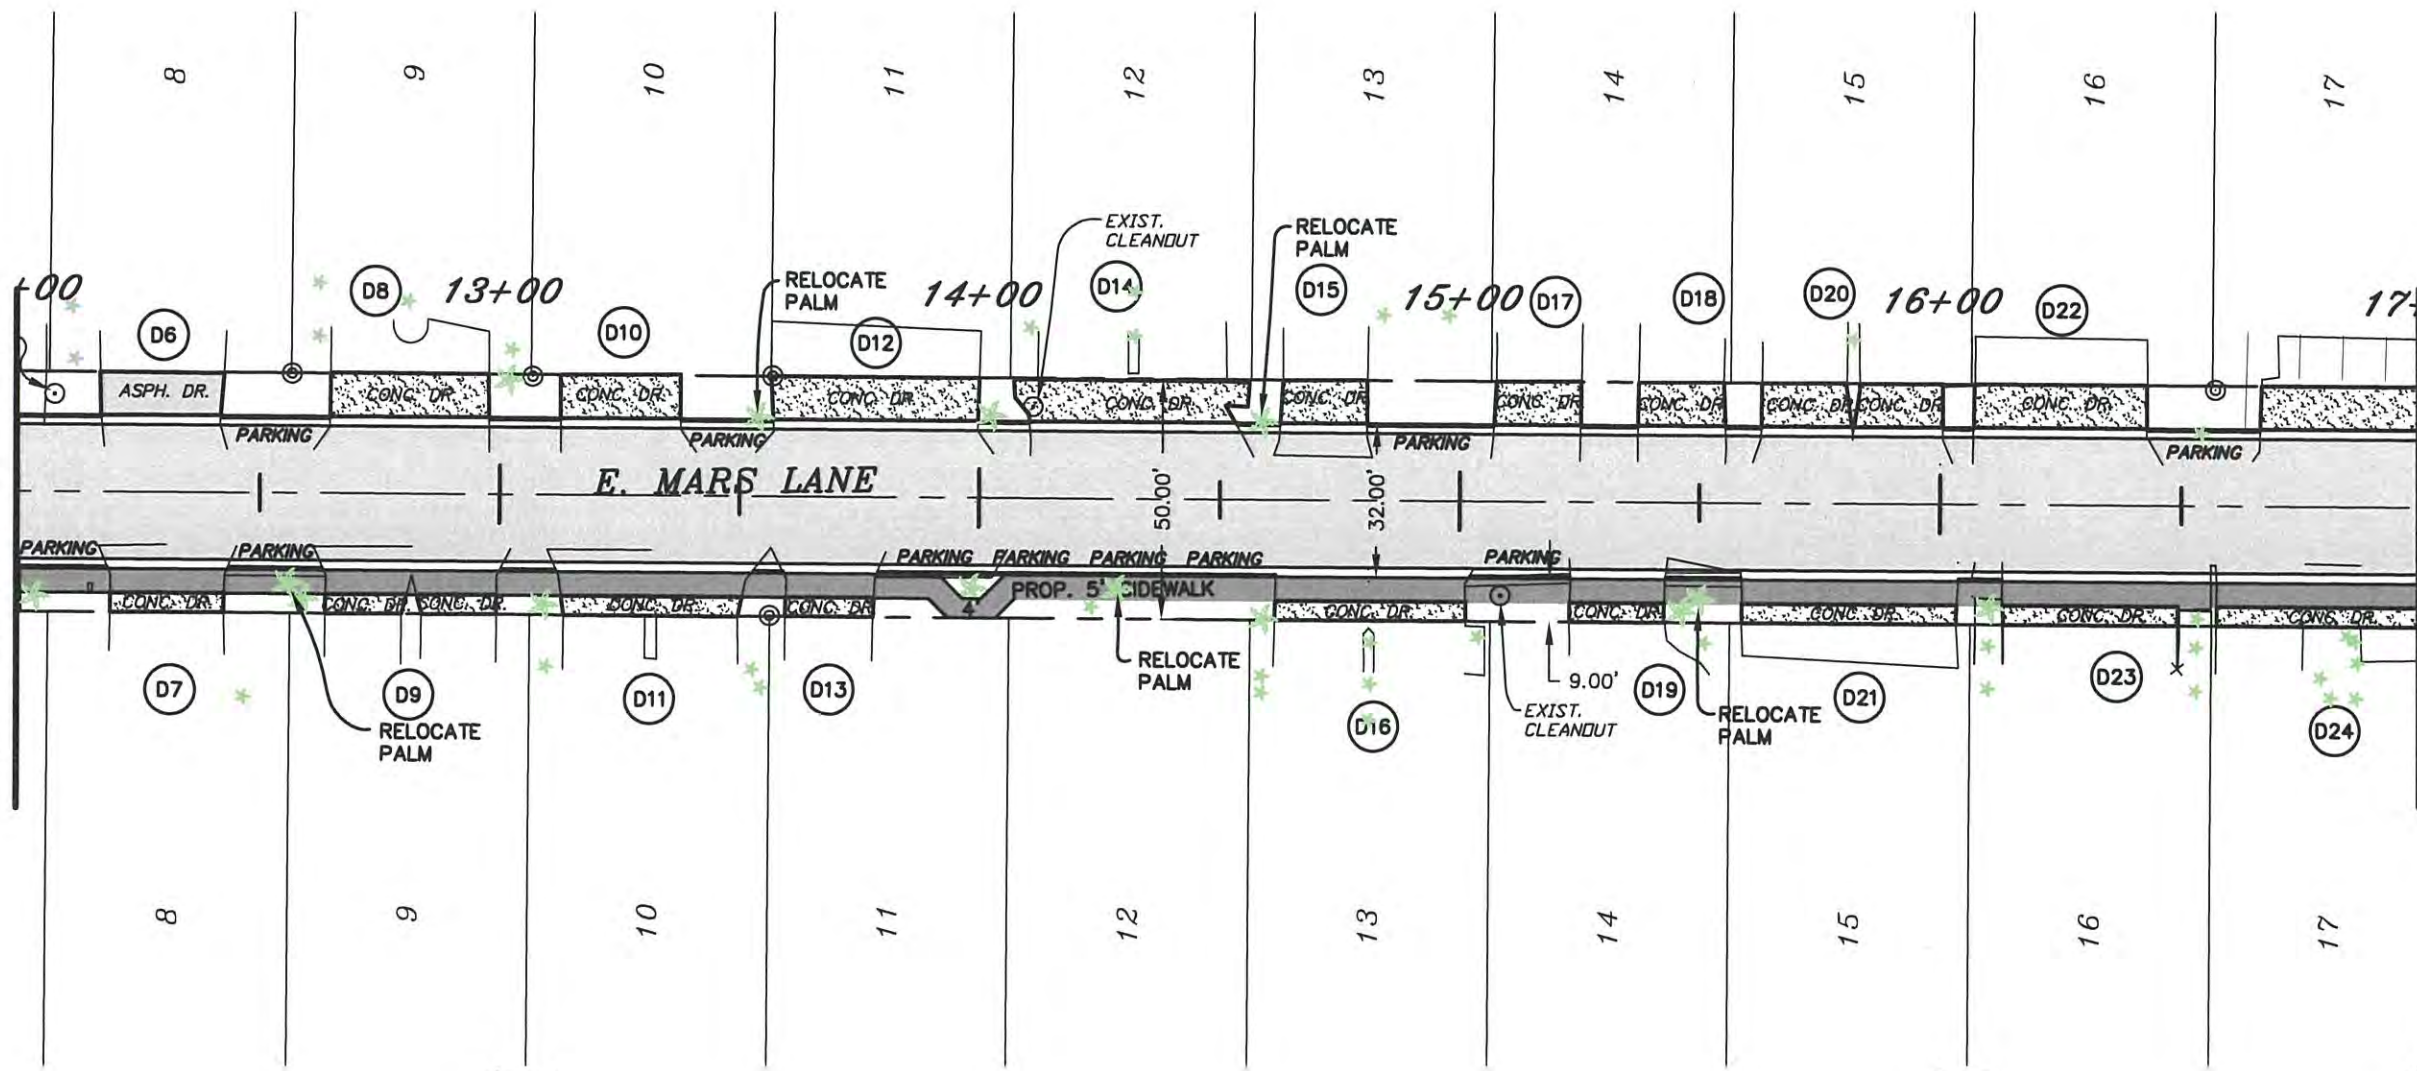 8
9
10
11
12
13
14
15
16
17
EXIST.
CLEANOUT
RELOCATE
PALM
RELOCATE
PALM
+00
D8
13+00
14+00
D14
D15
15+00
D17
D18
D20
16+00
D22
17+
D6
D10
D12
ASPH. DR.
CONC. DR.
CONC. DR.
CONC. DR.
CONC. DR.
CONC. DR.
CONC. DR.
CONC. DR.
CONC. DR.
CONC. DR.
CONC. DR.
PARKING
PARKING
PARKING
PARKING
E. MARS LANE
50.00'
32.00'
PARKING
PARKING
PARKING
PARKING
PARKING
PARKING
PARKING
PROP. 5' SIDEWALK
4'
CONC. DR.
CONC. DR.
CONC. DR.
CONC. DR.
CONC. DR.
CONC. DR.
CONC. DR.
CONC. DR.
CONC. DR.
CONC. DR.
D7
D9
D11
D13
RELOCATE
PALM
9.00'
D19
D21
D23
RELOCATE
PALM
D16
EXIST.
CLEANOUT
RELOCATE
PALM
D24
8
9
10
11
12
13
14
15
16
17